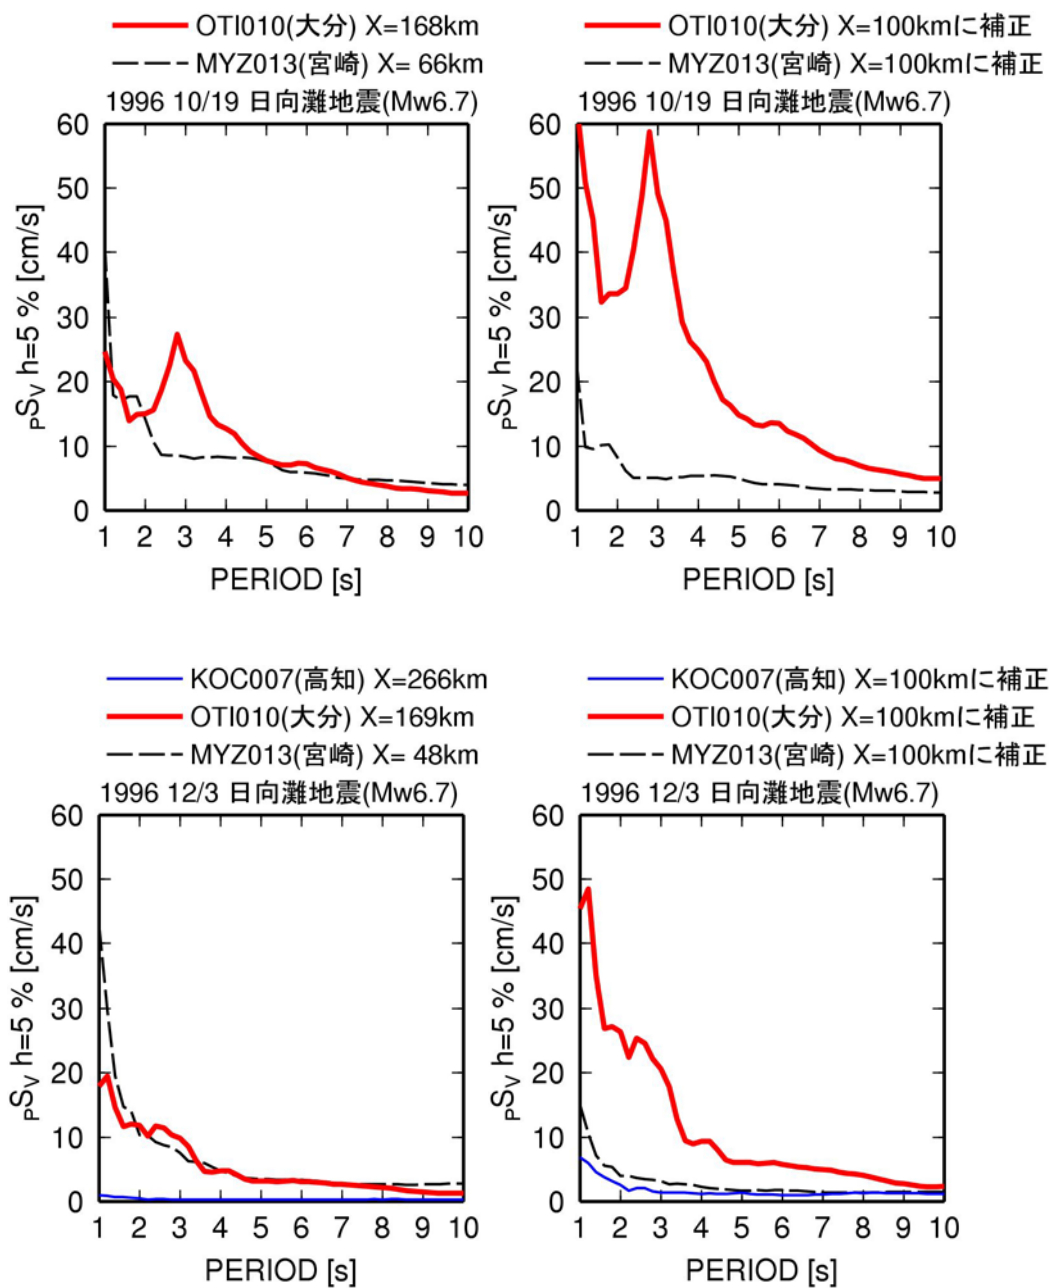 OTI010(大分) X=168km
MYZ013(宮崎) X= 66km
1996 10/19 日向灘地震(Mw6.7)
60
50
40
30
20
10
0
PSV h=5 % [cm/s]
1 2 3 4 5 6 7 8 9 10
PERIOD [s]
OTI010(大分) X=100kmに補正
MYZ013(宮崎) X=100kmに補正
1996 10/19 日向灘地震(Mw6.7)
60
50
40
30
20
10
0
PSV h=5 % [cm/s]
1 2 3 4 5 6 7 8 9 10
PERIOD [s]
KOC007(高知) X=266km
OTI010(大分) X=169km
MYZ013(宮崎) X= 48km
1996 12/3 日向灘地震(Mw6.7)
60
50
40
30
20
10
0
PSV h=5 % [cm/s]
1 2 3 4 5 6 7 8 9 10
PERIOD [s]
KOC007(高知) X=100kmに補正
OTI010(大分) X=100kmに補正
MYZ013(宮崎) X=100kmに補正
1996 12/3 日向灘地震(Mw6.7)
60
50
40
30
20
10
0
PSV h=5 % [cm/s]
1 2 3 4 5 6 7 8 9 10
PERIOD [s]